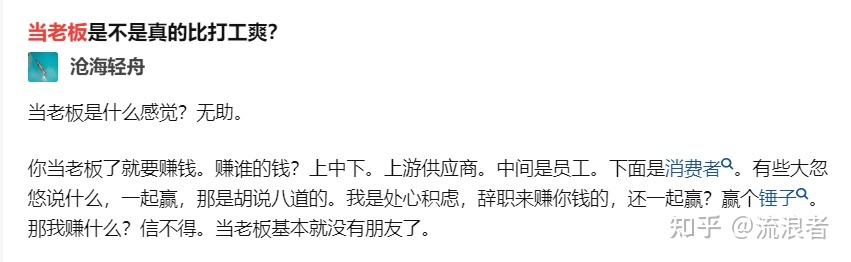 当老板是不是真的比打工爽？
沧海轻舟
当老板是什么感觉？无助。
你当老板了就要赚钱。赚谁的钱？上中下。上游供应商。中间是员工。下面是消费者。有些大忽
悠说什么，一起赢，那是胡说八道的。我是处心积虑，辞职来赚你钱的，还一起赢？赢个锤子。
那我赚什么？信不得。当老板基本就没有朋友了。
知乎 @流浪者